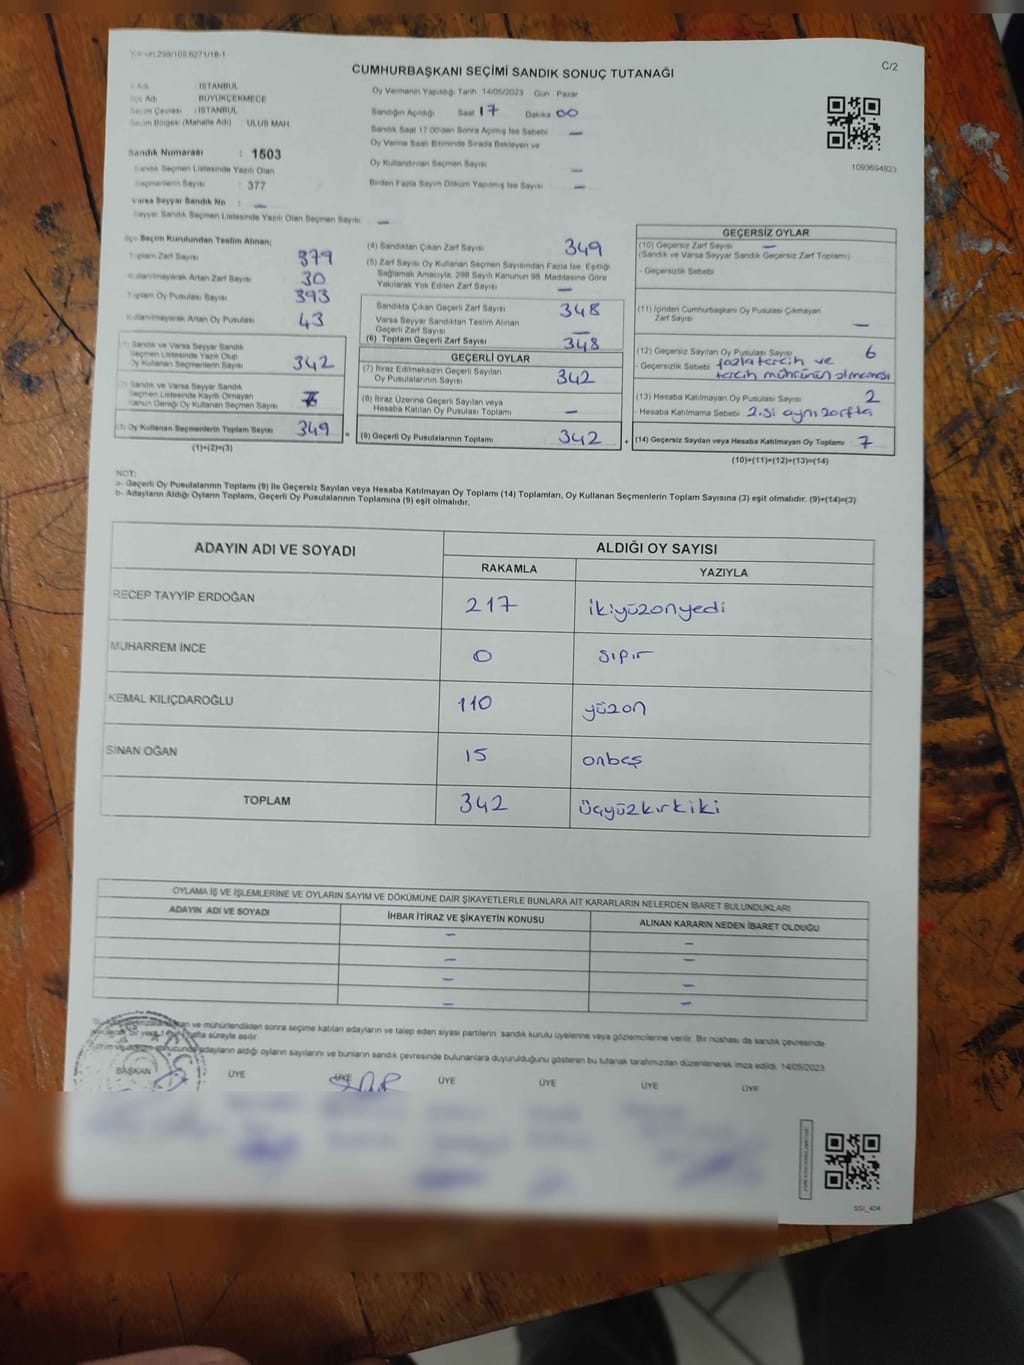 Kanun 298/105,6271/18-1
C/2
CUMHURBAŞKANI SEÇİMİ SANDIK SONUÇ TUTANAĞI
İl Adı : İSTANBUL
İlçe Adı : BÜYÜKÇEKMECE
Seçim Çevresi : İSTANBUL
Seçim Bölgesi (Mahalle Adı) ULUS MAH.
Sandık Numarası : 1503
Sandık Seçmen Listesinde Yazılı Olan
Seçmenlerin Sayısı : 377
Varsa Seyyar Sandık No : –
Seyyar Sandık Seçmen Listesinde Yazılı Olan Seçmen Sayısı –
Oy Vermenin Yapıldığı Tarih 14/05/2023 Gün : Pazar
Sandığın Açıldığı Saat 17 Dakika 00
Sandık Saat 17:00'den Sonra Açılmış İse Sebebi –
Oy Verme Saati Bitiminde Sırada Bekleyen ve
Oy Kullandırılan Seçmen Sayısı –
Birden Fazla Sayım Döküm Yapılmış İse Sayısı –
1093694823
İlçe Seçim Kurulundan Teslim Alınan;
Toplam Zarf Sayısı 379
Kullanılmayarak Artan Zarf Sayısı 30
Toplam Oy Pusulası Sayısı 393
Kullanılmayarak Artan Oy Pusulası 43
(1) Sandık ve Varsa Seyyar Sandık
Seçmen Listesinde Yazılı Olup
Oy Kullanan Seçmen Sayısı 342
(2) Sandık ve Varsa Seyyar Sandık
Seçmen Listesinde Kayıtlı Olmayan
Kanun Gereği Oy Kullanan Seçmen Sayısı 7
(3) Oy Kullanan Seçmenlerin Toplam Sayısı 349 =
(1)+(2)=(3)
(4) Sandıktan Çıkan Zarf Sayısı 349
(5) Zarf Sayısı Oy Kullanan Seçmen Sayısından Fazla İse, Eşitliği
Sağlamak Amacıyla, 298 Sayılı Kanunun 98. Maddesine Göre
Yakılarak Yok Edilen Zarf Sayısı –
Sandıkta Çıkan Geçerli Zarf Sayısı 348
Varsa Seyyar Sandıktan Teslim Alınan
Geçerli Zarf Sayısı –
(6) Toplam Geçerli Zarf Sayısı 348
GEÇERLİ OYLAR
(7) İtiraz Edilmeksizin Geçerli Sayılan
Oy Pusulalarının Sayısı 342
(8) İtiraz Üzerine Geçerli Sayılan veya
Hesaba Katılan Oy Pusulası Toplamı –
(9) Geçerli Oy Pusulalarının Toplamı 342 +
GEÇERSİZ OYLAR
(10) Geçersiz Zarf Sayısı –
(Sandık ve Varsa Seyyar Sandık Geçersiz Zarf Toplamı)
- Geçersizlik Sebebi
(11) İçinden Cumhurbaşkanı Oy Pusulası Çıkmayan
Zarf Sayısı –
(12) Geçersiz Sayılan Oy Pusulası Sayısı 6
- Geçersizlik Sebebi fazla tercih ve
tercih mührünün olmaması
(13) Hesaba Katılmayan Oy Pusulası Sayısı 2
- Hesaba Katılmama Sebebi 2.si aynı zarfta
(14) Geçersiz Sayılan veya Hesaba Katılmayan Oy Toplamı 7
(10)+(11)+(12)+(13)=(14)
NOT:
a- Geçerli Oy Pusulalarının Toplamı (9) ile Geçersiz Sayılan veya Hesaba Katılmayan Oy Toplamı (14) Toplamları, Oy Kullanan Seçmenlerin Toplam Sayısına (3) eşit olmalıdır. (9)+(14)=(3)
b- Adayların Aldığı Oyların Toplamı, Geçerli Oy Pusulalarının Toplamına (9) eşit olmalıdır.
ADAYIN ADI VE SOYADI
ALDIĞI OY SAYISI
RAKAMLA YAZIYLA
RECEP TAYYİP ERDOĞAN 217 ikiyüzonyedi
MUHARREM İNCE 0 sıfır
KEMAL KILIÇDAROĞLU 110 yüzon
SİNAN OĞAN 15 onbeş
TOPLAM 342 üçyüzkırkiki
OYLAMA İŞ VE İŞLEMLERİNE VE OYLARIN SAYIM VE DÖKÜMÜNE DAİR ŞİKAYETLERLE BUNLARA AİT KARARLARIN NELERDEN İBARET BULUNDUKLARI
ADAYIN ADI VE SOYADI İHBAR İTİRAZ VE ŞİKAYETİN KONUSU ALINAN KARARIN NEDEN İBARET OLDUĞU
– –
– –
– –
– –
ve mühürlendikten sonra seçime katılan adayların ve talep eden siyasi partilerin sandık kurulu üyelerine veya gözlemcilerine verilir. Bir nüshası da sandık çevresinde
hafta süreyle asılır.
adayların aldığı oyların sayılarını ve bunların sandık çevresinde bulunanlara duyurulduğunu gösteren bu tutanak tarafımızdan düzenlenerek imza edildi. 14/05/2023
BAŞKAN ÜYE ÜYE ÜYE ÜYE ÜYE ÜYE
SSİ_404